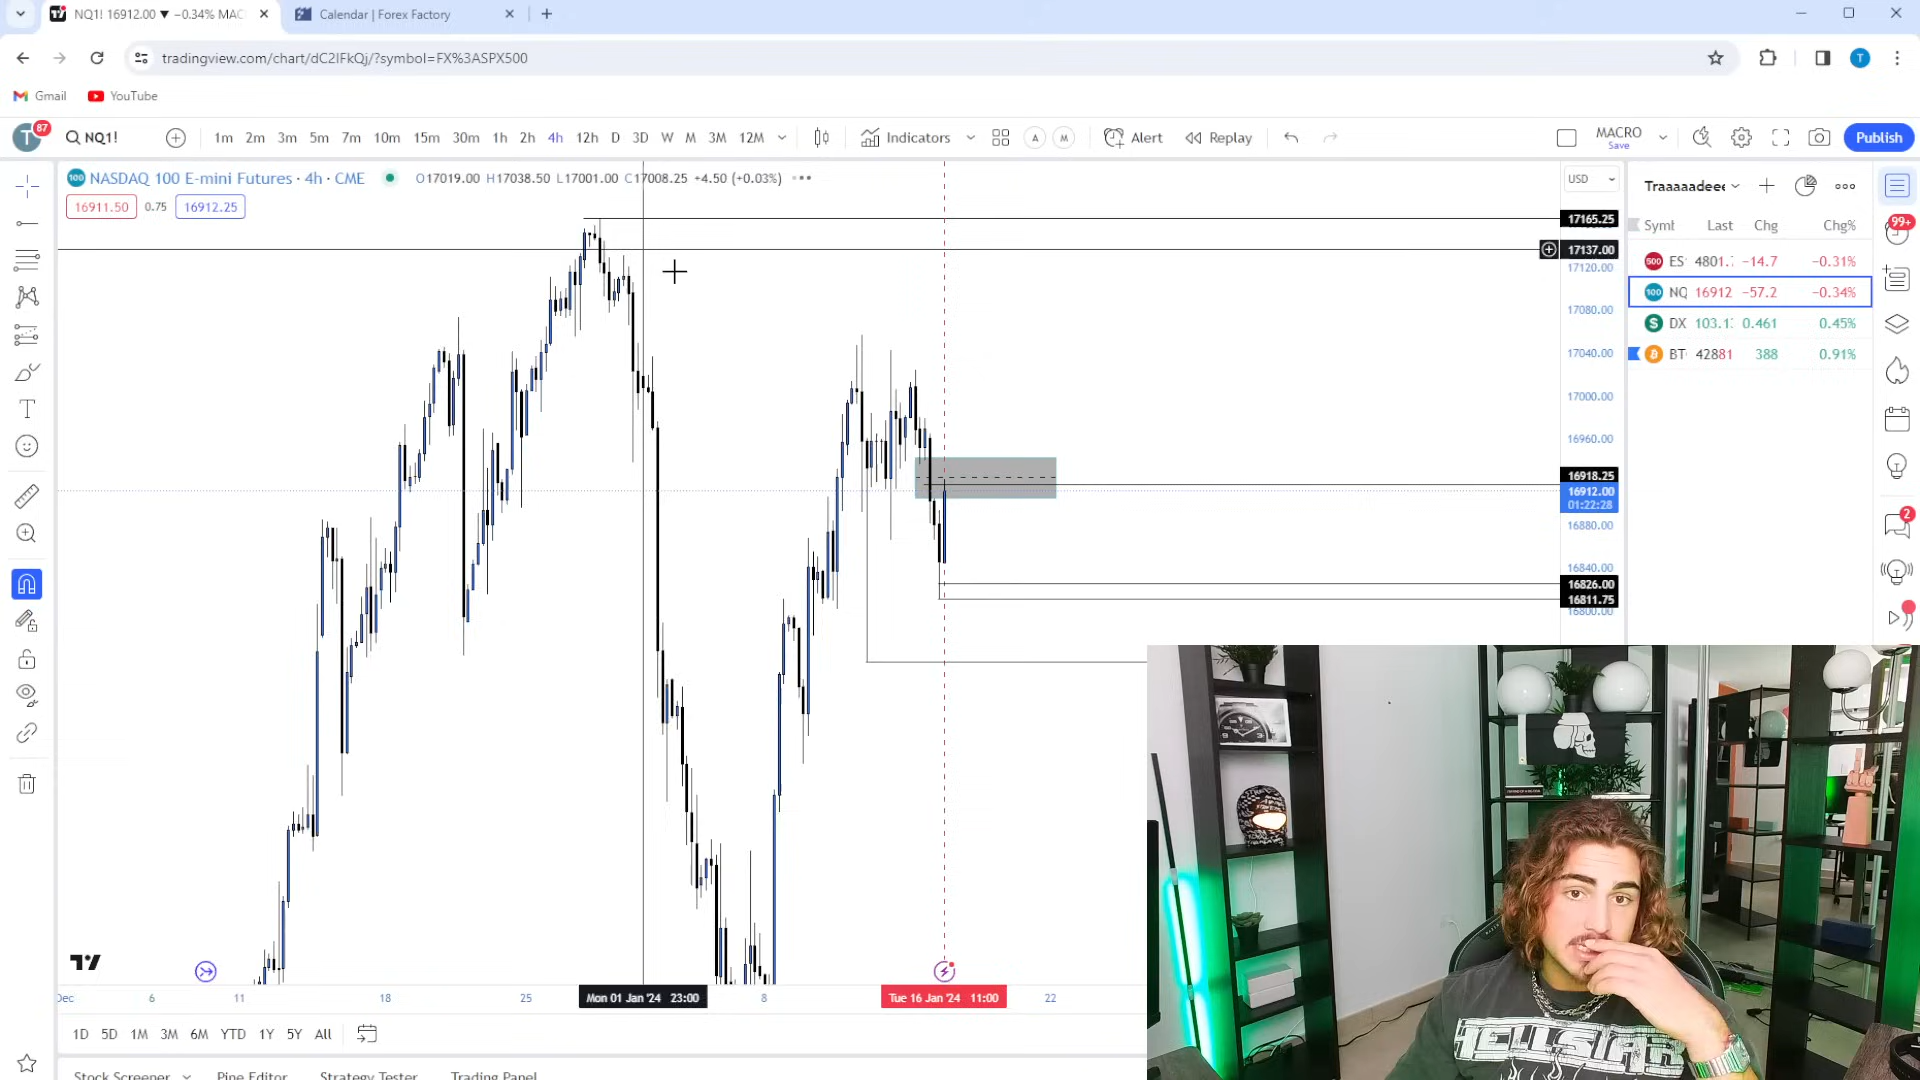 NQ1! 16912.00 ▼ −0.34% MAC
Calendar | Forex Factory
tradingview.com/chart/dC2IFkQj/?symbol=FX%3ASPX500
T
Gmail
YouTube
T
87
NQ1!
1m 2m 3m 5m 7m 10m 15m 30m 1h 2h 4h 12h D 3D W M 3M 12M
Indicators
A
M
Alert
Replay
MACRO
Save
Publish
100 NASDAQ 100 E-mini Futures · 4h · CME
O17019.00 H17038.50 L17001.00 C17008.25 +4.50 (+0.03%)
USD
16911.50 0.75 16912.25
17165.25
17137.00
17120.00
17080.00
17040.00
17000.00
16960.00
16918.25
16912.00
01:22:28
16880.00
16840.00
16826.00
16811.75
16800.00
Traaaaadeee
Last Chg Chg%
500 ES 4801. −14.7 −0.31%
100 NQ 16912 −57.2 −0.34%
S DX 103.1 0.461 0.45%
BT 42881 388 0.91%
99+
2
HELLSTAR
Dec 6 11 18 25 Mon 01 Jan '24 23:00 8 Tue 16 Jan '24 11:00 22
1D 5D 1M 3M 6M YTD 1Y 5Y All
Stock Screener Pine Editor Strategy Tester Trading Panel